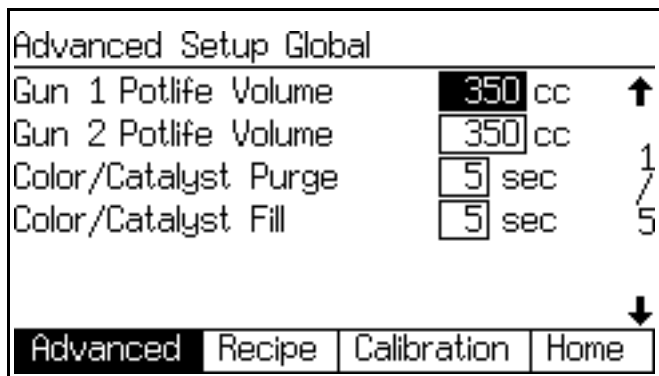 Advanced Setup Global
Gun 1 Potlife Volume 350 cc
Gun 2 Potlife Volume 350 cc
Color/Catalyst Purge 5 sec
Color/Catalyst Fill 5 sec
1/5
Advanced Recipe Calibration Home